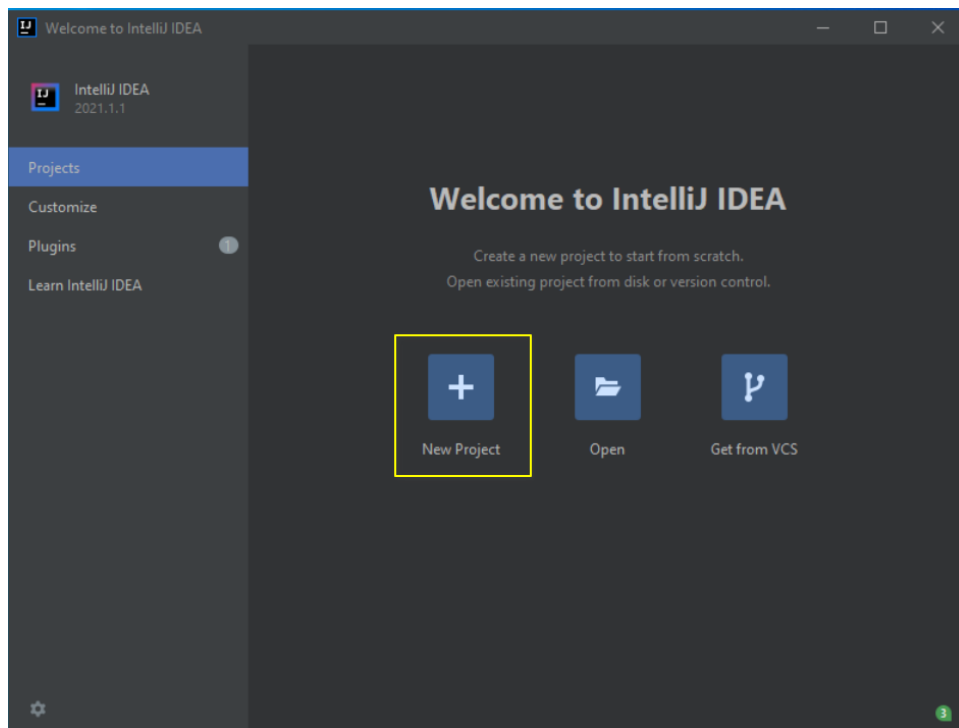 Welcome to IntelliJ IDEA
IntelliJ IDEA
2021.1.1
Projects
Customize
Plugins 1
Learn IntelliJ IDEA
Welcome to IntelliJ IDEA
Create a new project to start from scratch.
Open existing project from disk or version control.
New Project
Open
Get from VCS
3